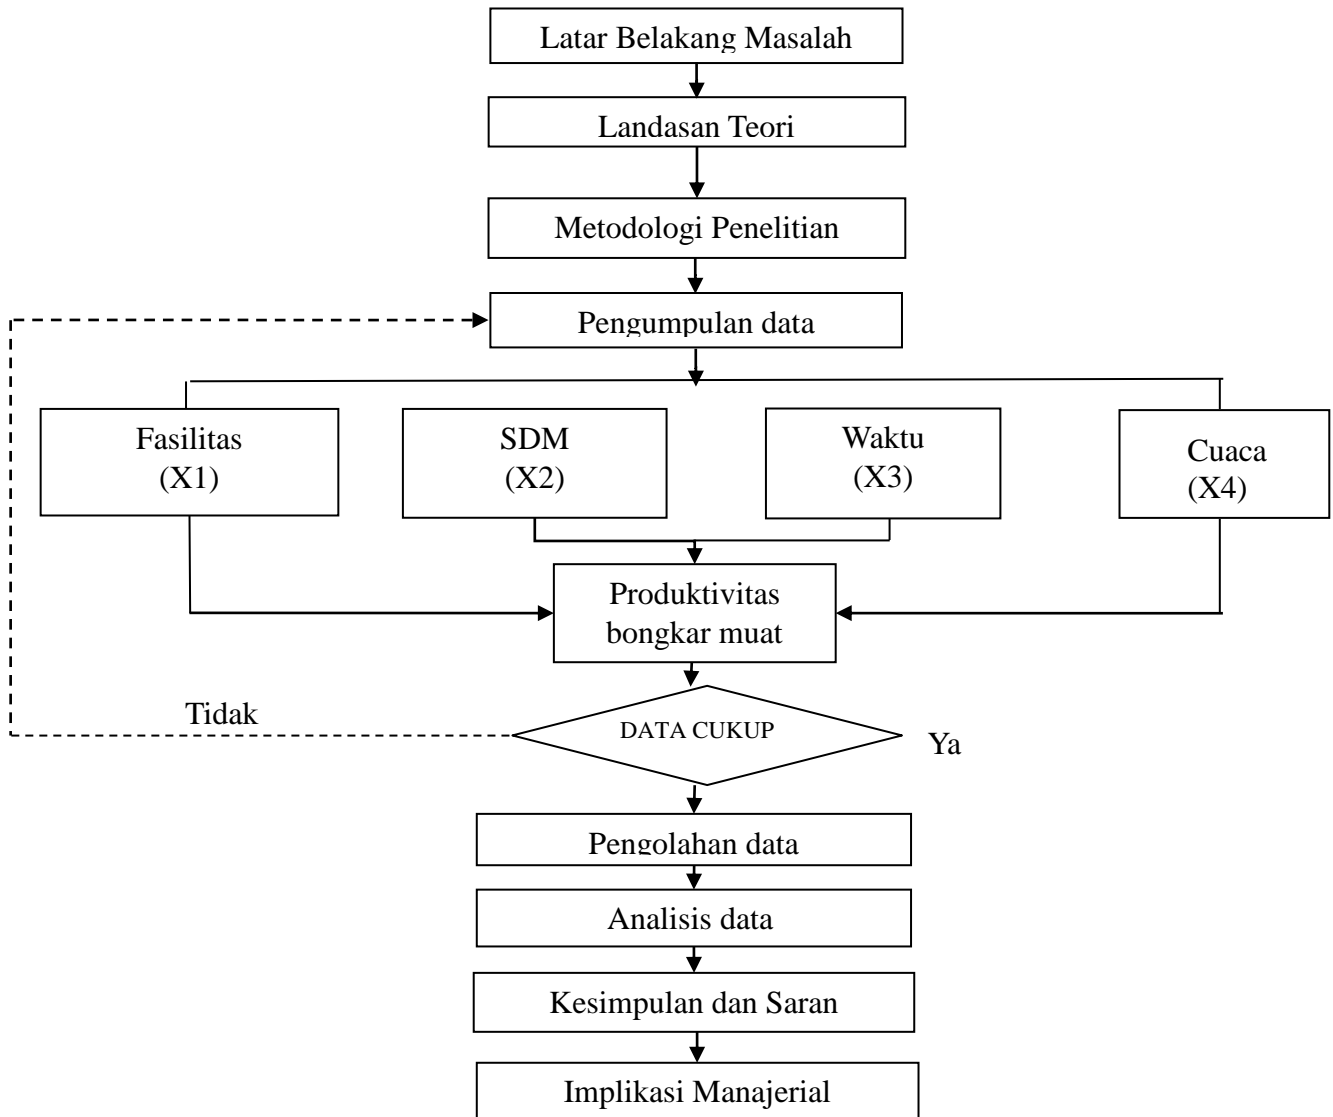 Latar Belakang Masalah
Landasan Teori
Metodologi Penelitian
Pengumpulan data
Fasilitas
(X1)
SDM
(X2)
Waktu
(X3)
Cuaca
(X4)
Produktivitas
bongkar muat
Tidak
DATA CUKUP
Ya
Pengolahan data
Analisis data
Kesimpulan dan Saran
Implikasi Manajerial